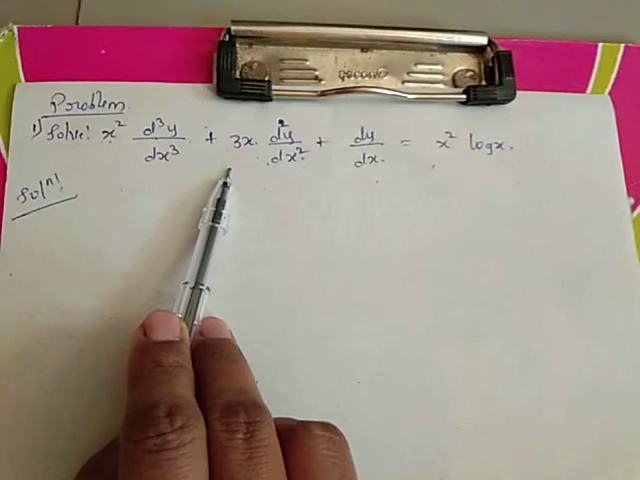 Problem
1) Solve: x² d³y/dx³ + 3x. d²y/dx² + dy/dx. = x² logx.
Solⁿ!